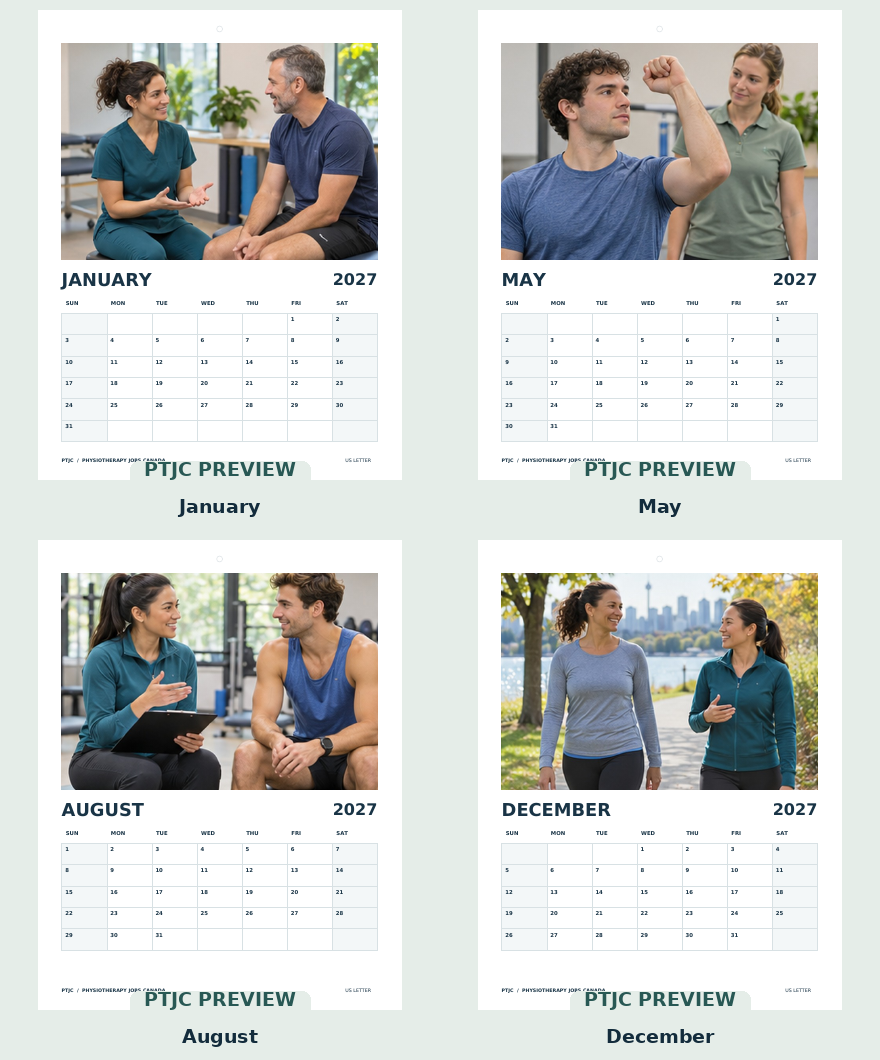 JANUARY 2027
SUN MON TUE WED THU FRI SAT
1 2
3 4 5 6 7 8 9
10 11 12 13 14 15 16
17 18 19 20 21 22 23
24 25 26 27 28 29 30
31
PTJC / PHYSIOTHERAPY JOBS CANADA US LETTER
PTJC PREVIEW
January
MAY 2027
SUN MON TUE WED THU FRI SAT
1
2 3 4 5 6 7 8
9 10 11 12 13 14 15
16 17 18 19 20 21 22
23 24 25 26 27 28 29
30 31
PTJC / PHYSIOTHERAPY JOBS CANADA US LETTER
PTJC PREVIEW
May
AUGUST 2027
SUN MON TUE WED THU FRI SAT
1 2 3 4 5 6 7
8 9 10 11 12 13 14
15 16 17 18 19 20 21
22 23 24 25 26 27 28
29 30 31
PTJC / PHYSIOTHERAPY JOBS CANADA US LETTER
PTJC PREVIEW
August
DECEMBER 2027
SUN MON TUE WED THU FRI SAT
1 2 3 4
5 6 7 8 9 10 11
12 13 14 15 16 17 18
19 20 21 22 23 24 25
26 27 28 29 30 31
PTJC / PHYSIOTHERAPY JOBS CANADA US LETTER
PTJC PREVIEW
December